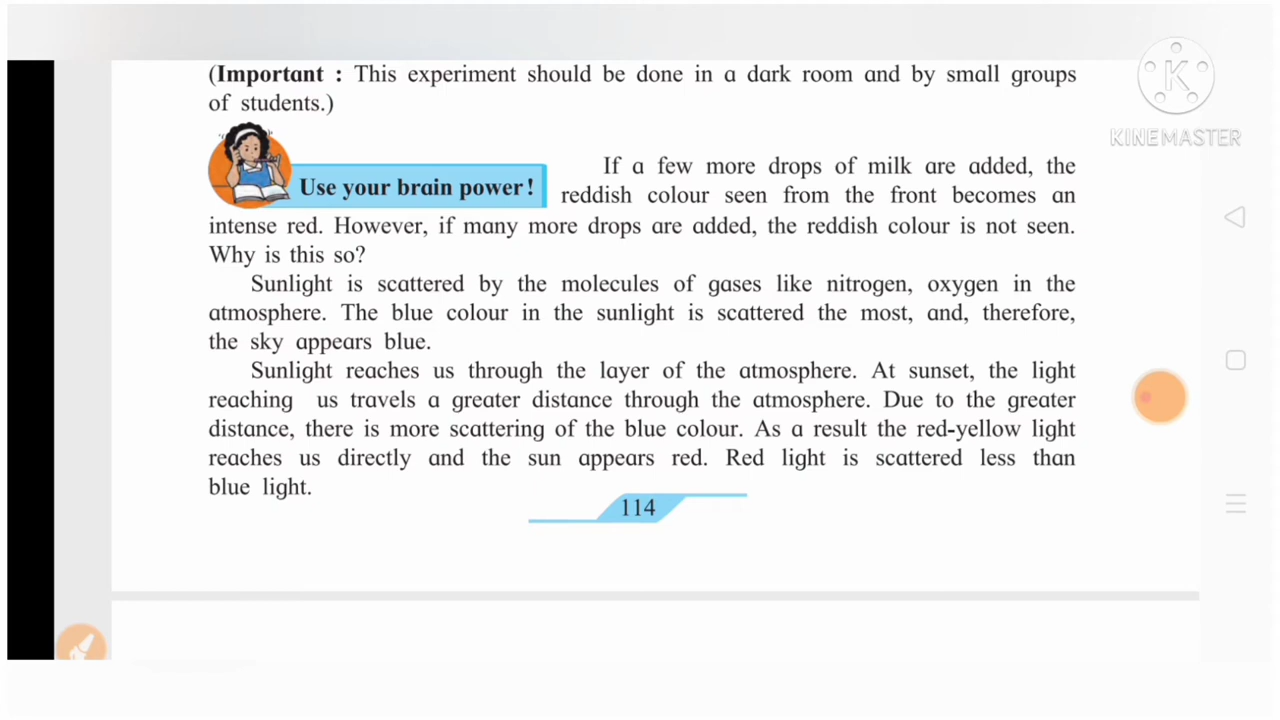 (Important : This experiment should be done in a dark room and by small groups
of students.)
KINEMASTER
Use your brain power!
If a few more drops of milk are added, the
reddish colour seen from the front becomes an
intense red. However, if many more drops are added, the reddish colour is not seen.
Why is this so?
Sunlight is scattered by the molecules of gases like nitrogen, oxygen in the
atmosphere. The blue colour in the sunlight is scattered the most, and, therefore,
the sky appears blue.
Sunlight reaches us through the layer of the atmosphere. At sunset, the light
reaching us travels a greater distance through the atmosphere. Due to the greater
distance, there is more scattering of the blue colour. As a result the red-yellow light
reaches us directly and the sun appears red. Red light is scattered less than
blue light.
114